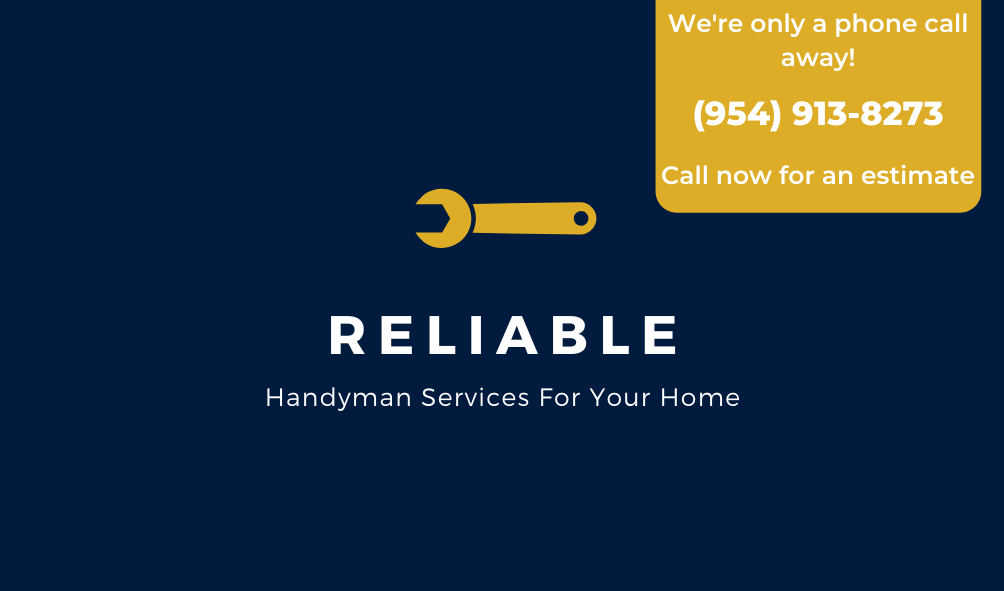 We're only a phone call
away!
(954) 913-8273
Call now for an estimate
RELIABLE
Handyman Services For Your Home